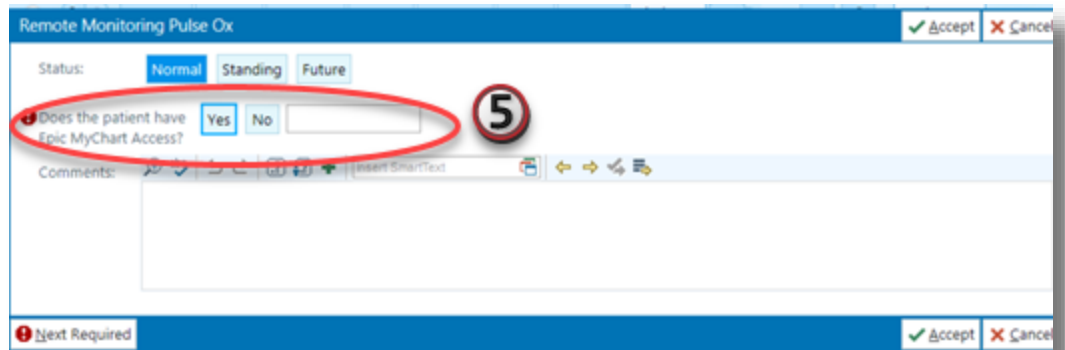 Remote Monitoring Pulse Ox
Accept
Cancel
Status:
Normal
Standing
Future
Does the patient have
Epic MyChart Access?
Yes
No
5
Comments:
Insert SmartText
Next Required
Accept
Cancel